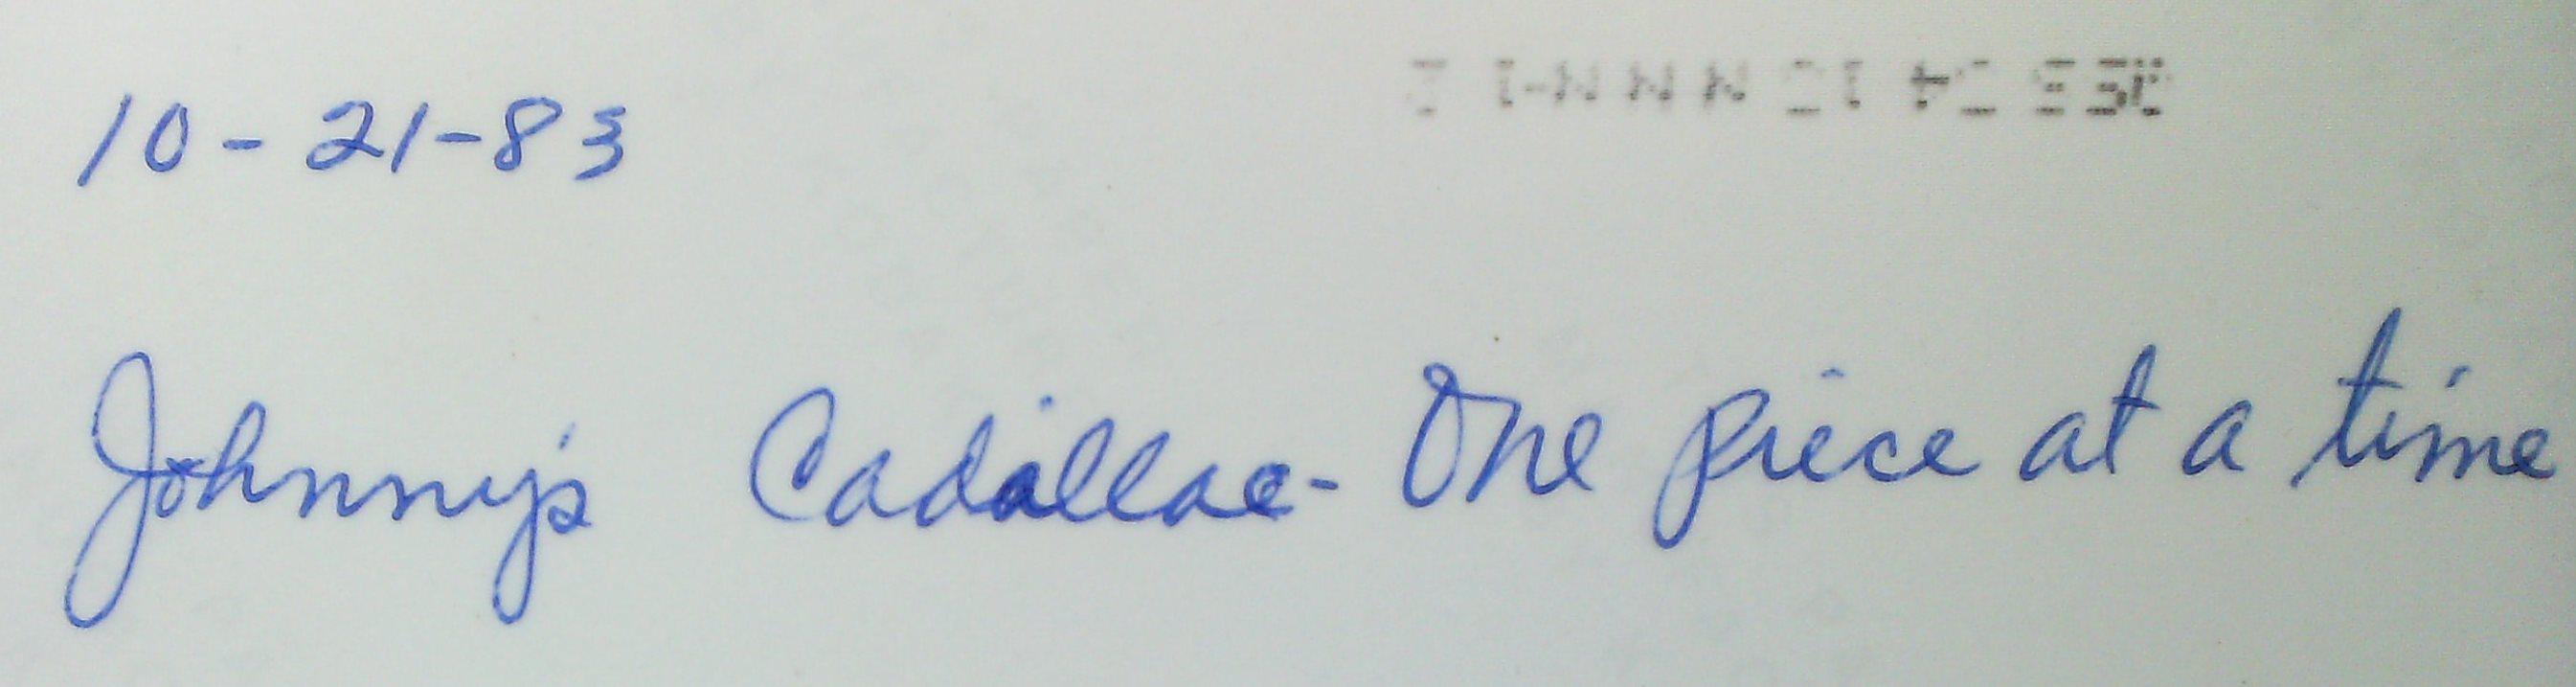 10-21-83
Johnny's Cadillac - One piece at a time